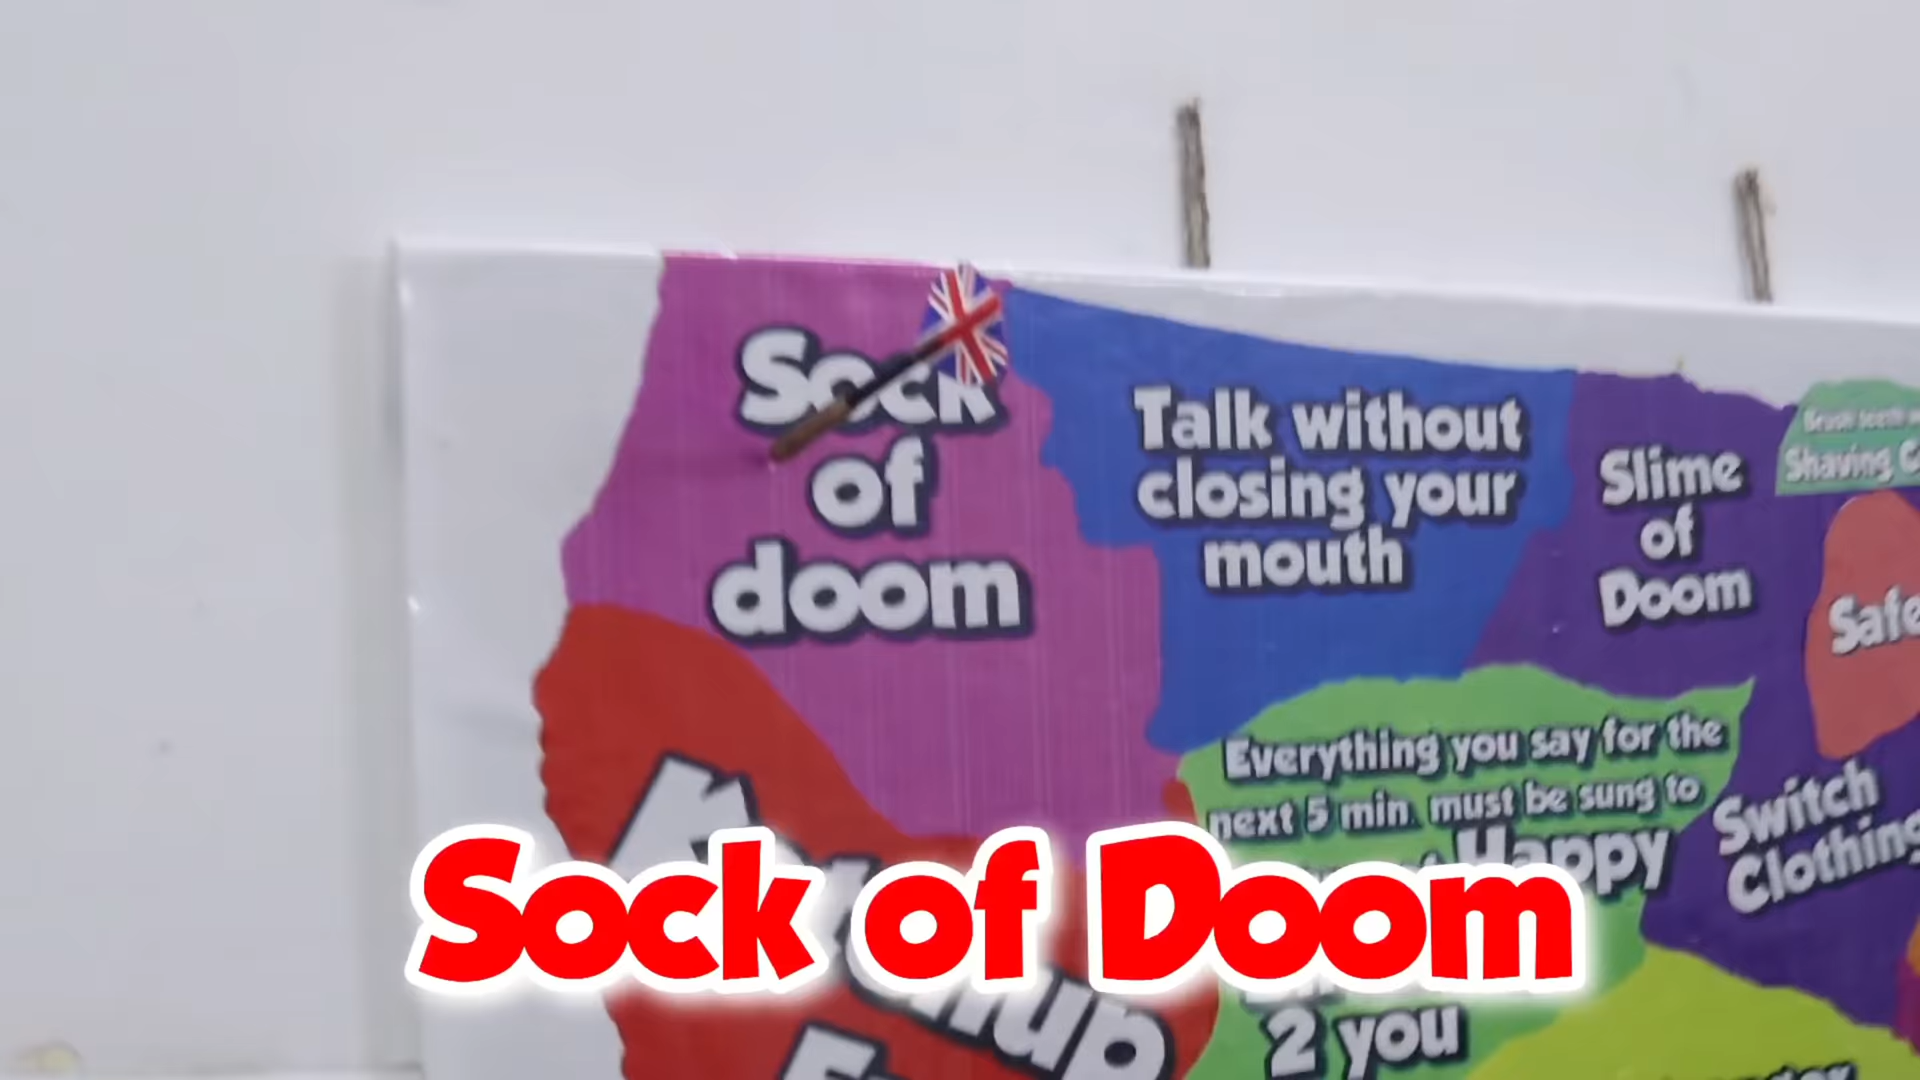 Sock
of
doom
Talk without
closing your
mouth
Slime
of
Doom
Shaving
Safe
Everything you say for the
next 5 min. must be sung to
Happy
Switch
Clothing
2 you
Sock of Doom